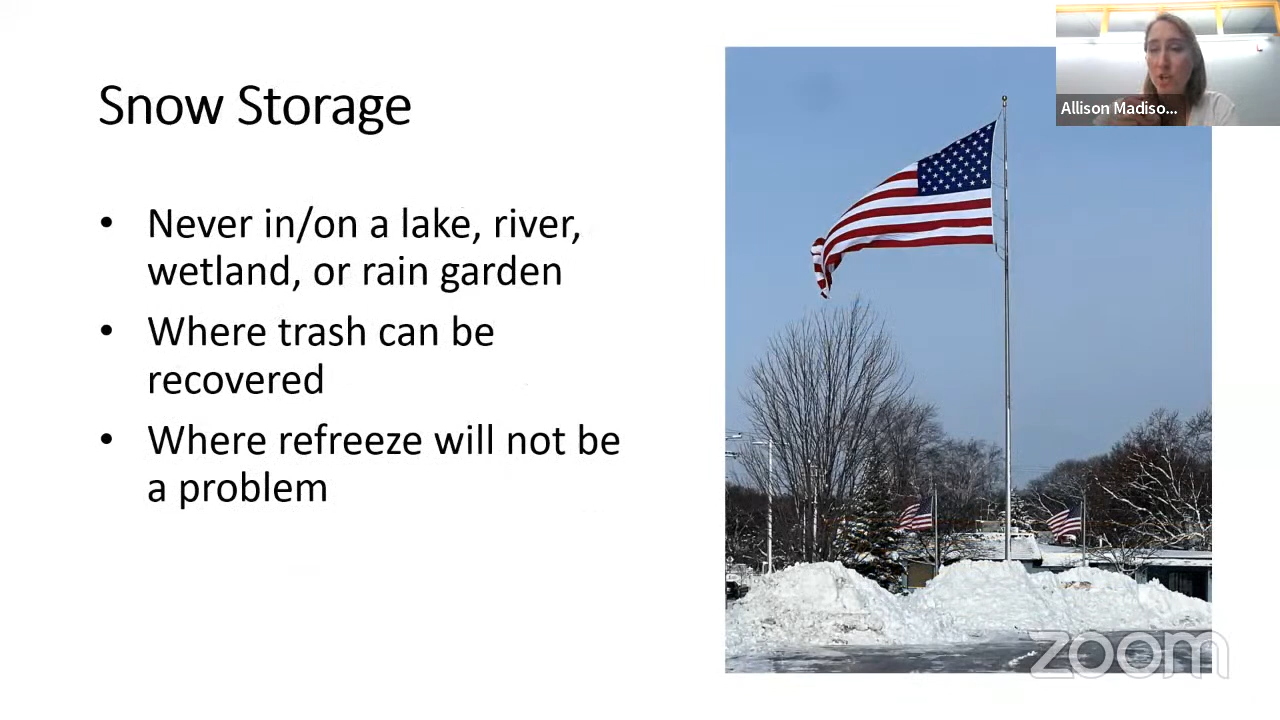 Snow Storage
• Never in/on a lake, river,
wetland, or rain garden
• Where trash can be
recovered
• Where refreeze will not be
a problem
Allison Madiso...
zoom